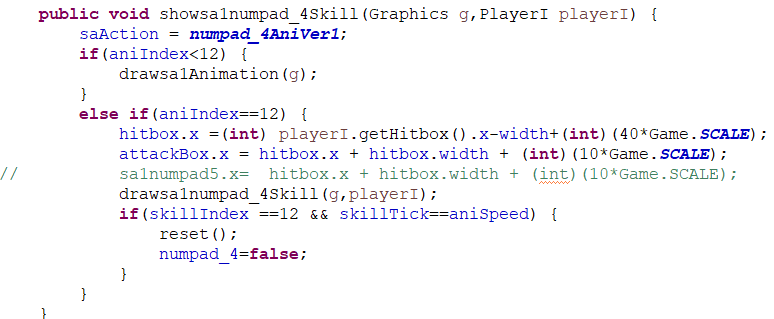 public void showsa1numpad_4Skill(Graphics g,PlayerI playerI) {
saAction = numpad_4AniVer1;
if(aniIndex<12) {
drawsa1Animation(g);
}
else if(aniIndex==12) {
hitbox.x =(int) playerI.getHitbox().x-width+(int)(40*Game.SCALE);
attackBox.x = hitbox.x + hitbox.width + (int)(10*Game.SCALE);
// sa1numpad5.x= hitbox.x + hitbox.width + (int)(10*Game.SCALE);
drawsa1numpad_4Skill(g,playerI);
if(skillIndex ==12 && skillTick==aniSpeed) {
reset();
numpad_4=false;
}
}
}